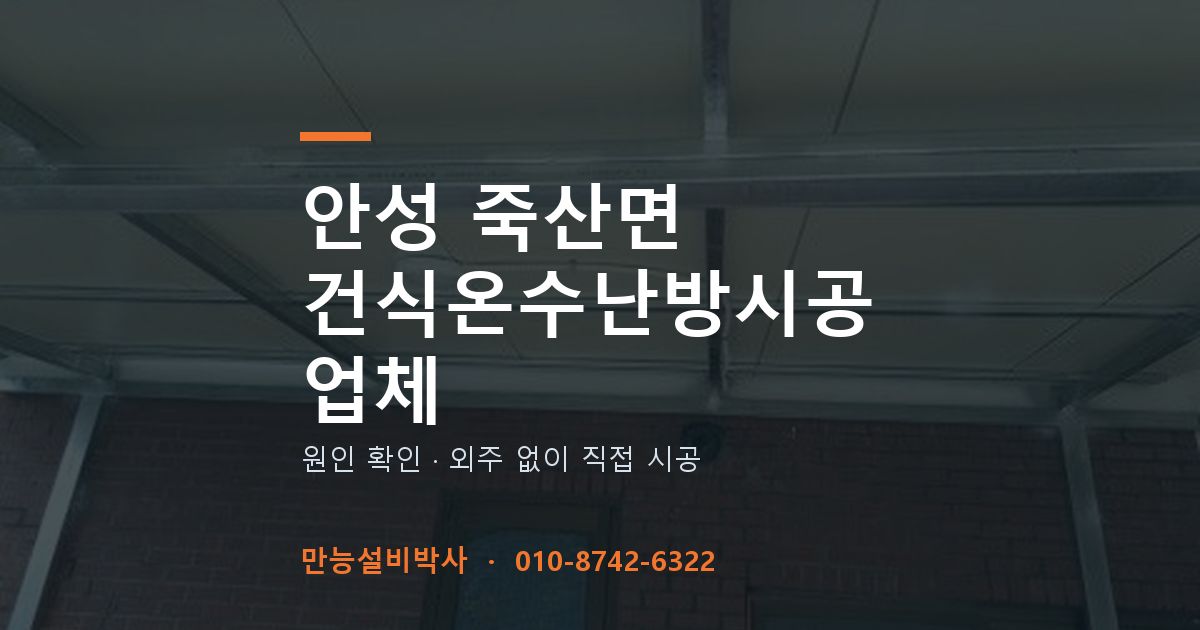 안성 죽산면
건식온수난방시공
업체
원인 확인 · 외주 없이 직접 시공
만능설비박사 · 010-8742-6322